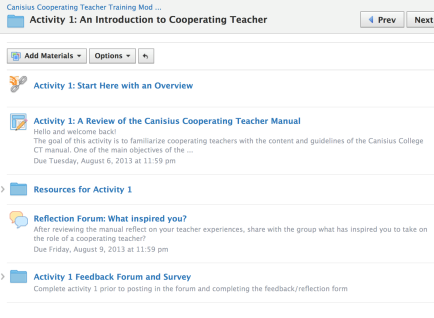 Canisius Cooperating Teacher Training Mod ...
Activity 1: An Introduction to Cooperating Teacher
Prev
Next
Add Materials
Options
Activity 1: Start Here with an Overview
Activity 1: A Review of the Canisius Cooperating Teacher Manual
Hello and welcome back!
The goal of this activity is to familiarize cooperating teachers with the content and guidelines of the Canisius College
CT manual. One of the main objectives of the ...
Due Tuesday, August 6, 2013 at 11:59 pm
Resources for Activity 1
Reflection Forum: What inspired you?
After reviewing the manual reflect on your teacher experiences, share with the group what has inspired you to take on
the role of a cooperating teacher?
Due Friday, August 9, 2013 at 11:59 pm
Activity 1 Feedback Forum and Survey
Complete activity 1 prior to posting in the forum and completing the feedback/reflection form